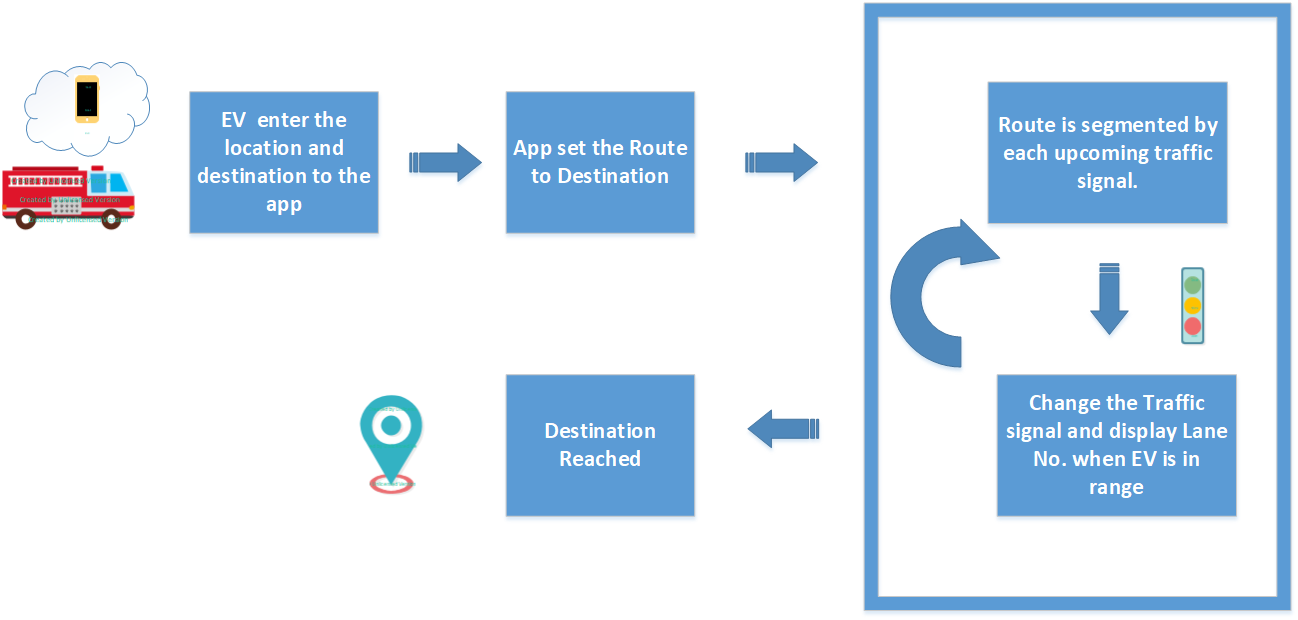 EV enter the
location and
destination to the
app
App set the Route
to Destination
Route is segmented by
each upcoming traffic
signal.
Change the Traffic
signal and display Lane
No. when EV is in
range
Destination
Reached